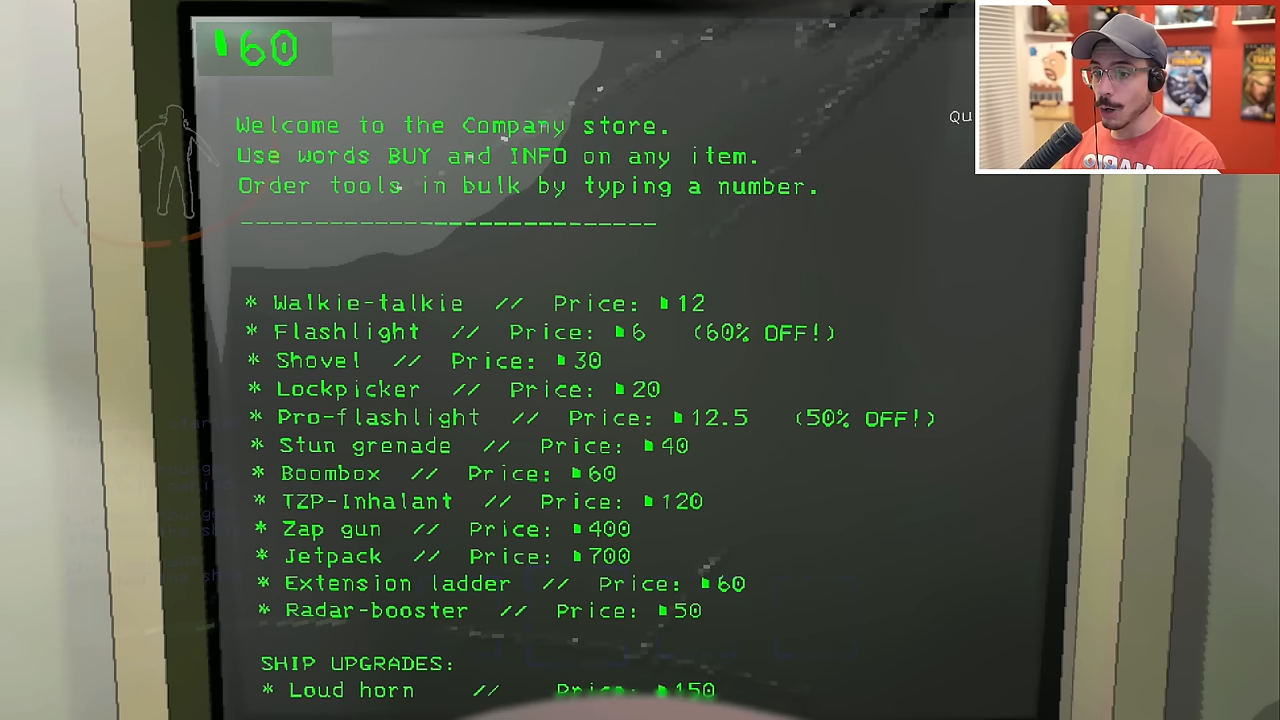 ▮60
Qu
Welcome to the Company store.
Use words BUY and INFO on any item.
Order tools in bulk by typing a number.
----------------------------
* Walkie-talkie // Price: ▮12
* Flashlight // Price: ▮6 (60% OFF!)
* Shovel // Price: ▮30
* Lockpicker // Price: ▮20
* Pro-flashlight // Price: ▮12.5 (50% OFF!)
* Stun grenade // Price: ▮40
* Boombox // Price: ▮60
* TZP-Inhalant // Price: ▮120
* Zap gun // Price: ▮400
* Jetpack // Price: ▮700
* Extension ladder // Price: ▮60
* Radar-booster // Price: ▮50
SHIP UPGRADES:
* Loud horn // Price: ▮150